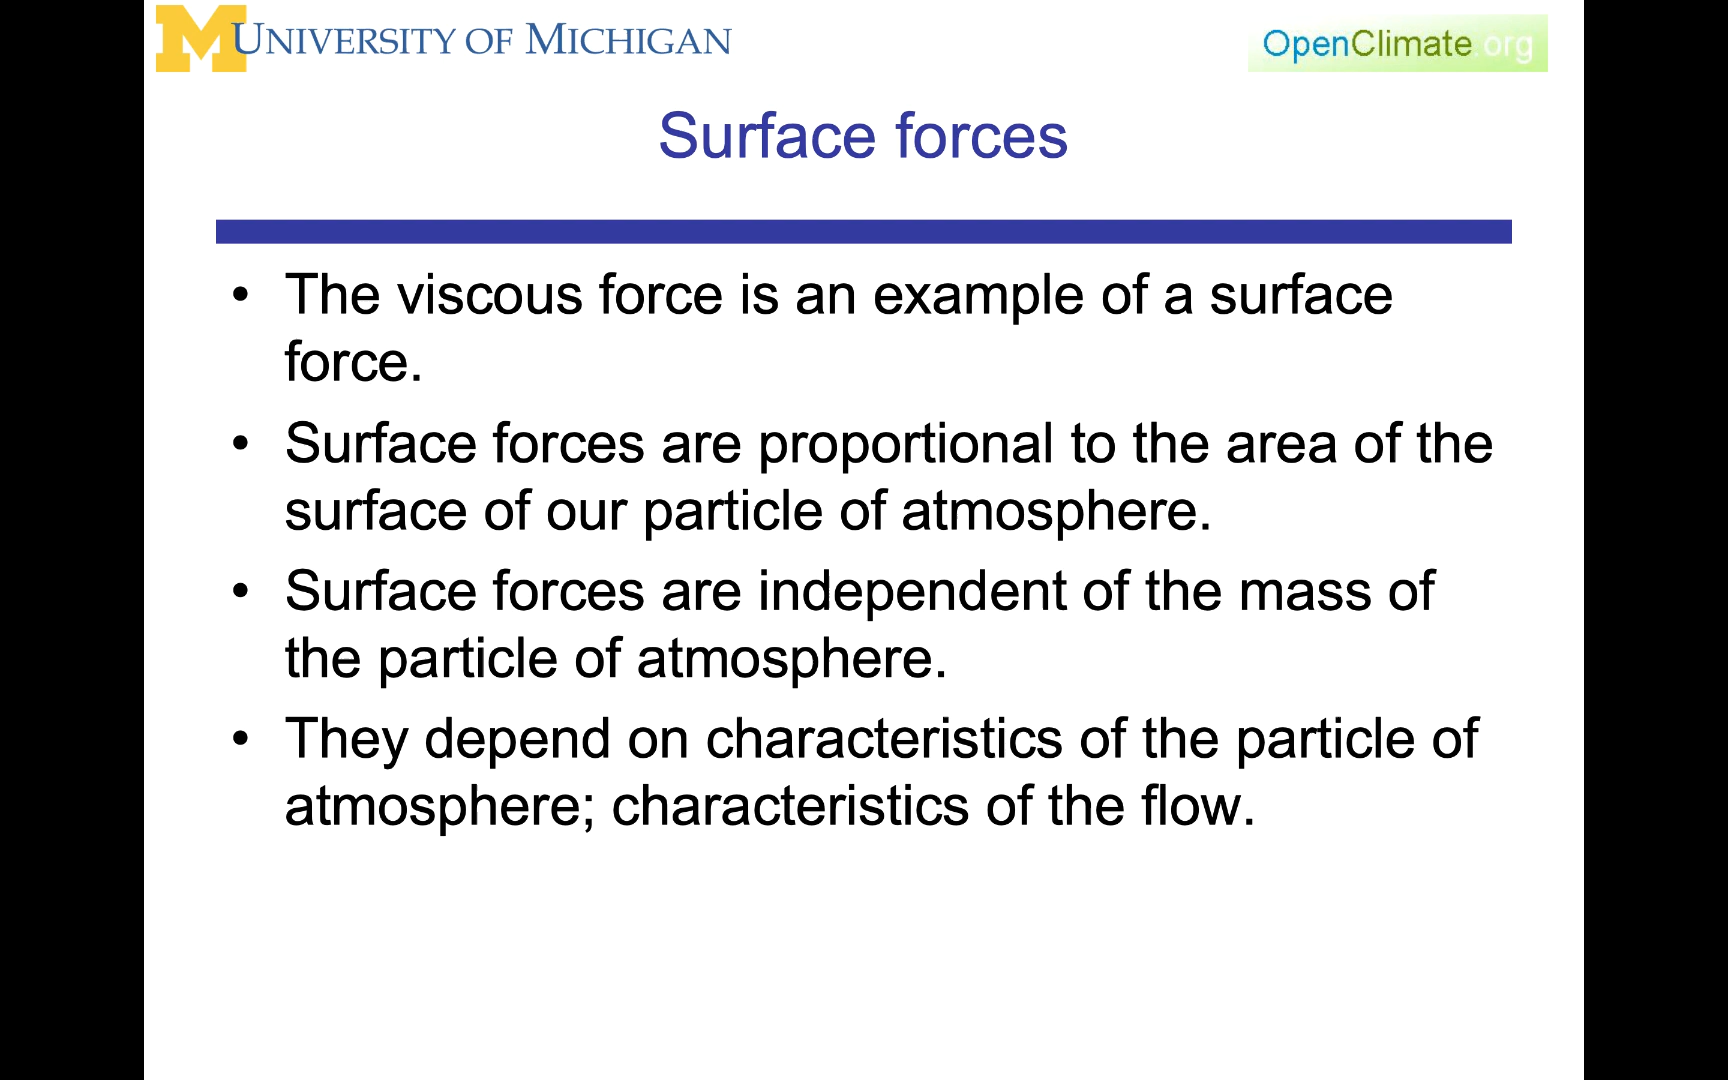 UNIVERSITY OF MICHIGAN
OpenClimate.org
Surface forces
• The viscous force is an example of a surface
force.
• Surface forces are proportional to the area of the
surface of our particle of atmosphere.
• Surface forces are independent of the mass of
the particle of atmosphere.
• They depend on characteristics of the particle of
atmosphere; characteristics of the flow.